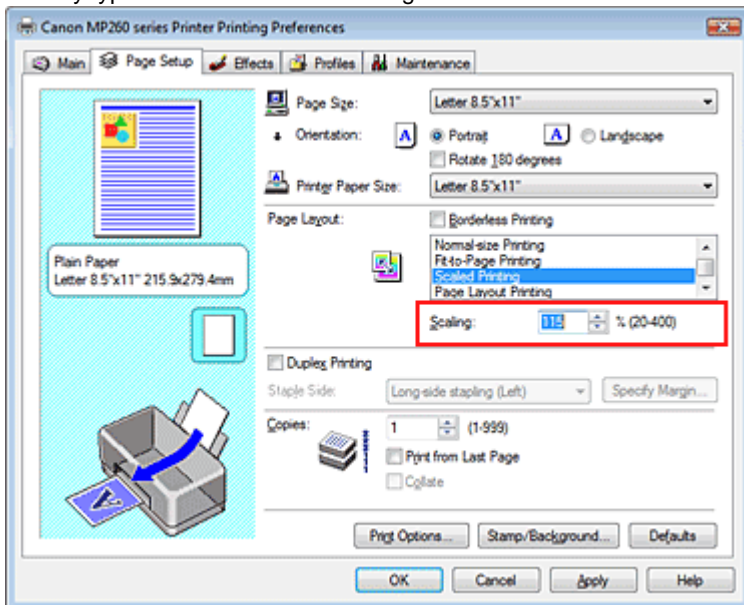 Canon MP260 series Printer Printing Preferences
Main Page Setup Effects Profiles Maintenance
Page Size: Letter 8.5"x11"
Orientation: A Portrait A Landscape
Rotate 180 degrees
Printer Paper Size: Letter 8.5"x11"
Page Layout: Borderless Printing
Normal-size Printing
Fit-to-Page Printing
Scaled Printing
Page Layout Printing
Plain Paper
Letter 8.5"x11" 215.9x279.4mm
Scaling: 115 % (20-400)
Duplex Printing
Staple Side: Long-side stapling (Left) Specify Margin...
Copies: 1 (1-999)
Print from Last Page
Collate
Print Options... Stamp/Background... Defaults
OK Cancel Apply Help